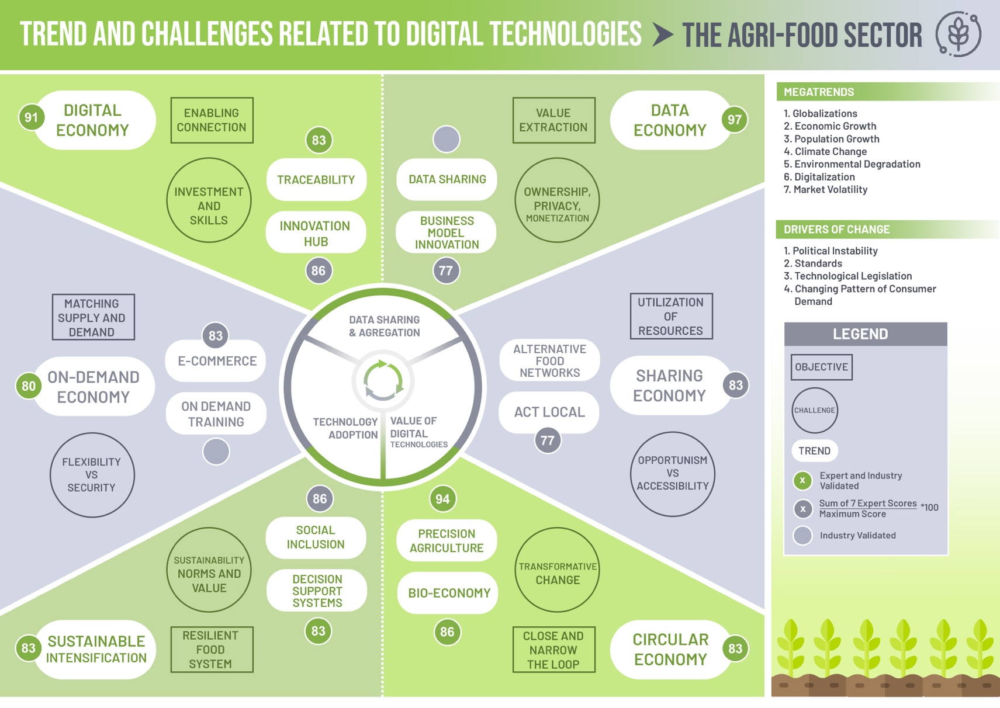 TREND AND CHALLENGES RELATED TO DIGITAL TECHNOLOGIES
THE AGRI-FOOD SECTOR
91
DIGITAL
ECONOMY
ENABLING
CONNECTION
INVESTMENT
AND
SKILLS
83
TRACEABILITY
INNOVATION
HUB
86
DATA SHARING
BUSINESS
MODEL
INNOVATION
77
VALUE
EXTRACTION
OWNERSHIP,
PRIVACY,
MONETIZATION
DATA
ECONOMY
97
MATCHING
SUPPLY AND
DEMAND
80
ON-DEMAND
ECONOMY
FLEXIBILITY
VS
SECURITY
83
E-COMMERCE
ON DEMAND
TRAINING
DATA SHARING
& AGREGATION
TECHNOLOGY
ADOPTION
VALUE OF
DIGITAL
TECHNOLOGIES
ALTERNATIVE
FOOD
NETWORKS
ACT LOCAL
77
UTILIZATION
OF
RESOURCES
SHARING
ECONOMY
83
OPPORTUNISM
VS
ACCESSIBILITY
86
SOCIAL
INCLUSION
DECISION
SUPPORT
SYSTEMS
83
SUSTAINABILITY
NORMS AND
VALUE
83
SUSTAINABLE
INTENSIFICATION
RESILIENT
FOOD
SYSTEM
94
PRECISION
AGRICULTURE
BIO-ECONOMY
86
TRANSFORMATIVE
CHANGE
CLOSE AND
NARROW
THE LOOP
CIRCULAR
ECONOMY
83
MEGATRENDS
1. Globalizations
2. Economic Growth
3. Population Growth
4. Climate Change
5. Environmental Degradation
6. Digitalization
7. Market Volatility
DRIVERS OF CHANGE
1. Political Instability
2. Standards
3. Technological Legislation
4. Changing Pattern of Consumer
Demand
LEGEND
OBJECTIVE
CHALLENGE
TREND
x
Expert and Industry
Validated
x
Sum of 7 Expert Scores
Maximum Score
*100
Industry Validated